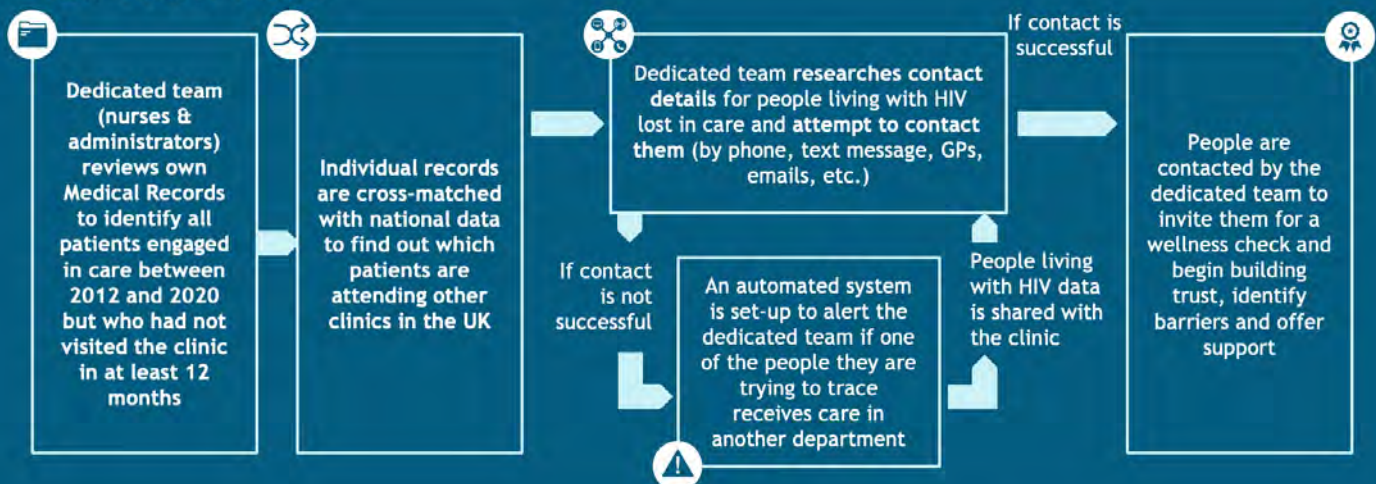 Dedicated team
(nurses &
administrators)
reviews own
Medical Records
to identify all
patients engaged
in care between
2012 and 2020
but who had not
visited the clinic
in at least 12
months
Individual records
are cross-matched
with national data
to find out which
patients are
attending other
clinics in the UK
Dedicated team researches contact
details for people living with HIV
lost in care and attempt to contact
them (by phone, text message, GPs,
emails, etc.)
If contact
is not
successful
An automated system
is set-up to alert the
dedicated team if one
of the people they are
trying to trace
receives care in
another department
People living
with HIV data
is shared with
the clinic
If contact is
successful
People are
contacted by the
dedicated team to
invite them for a
wellness check and
begin building
trust, identify
barriers and offer
support